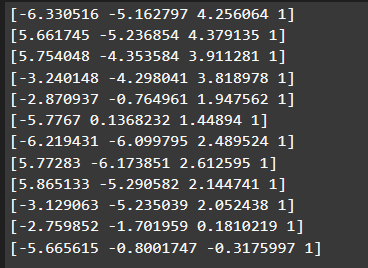 [-6.330516 -5.162797 4.256064 1]
[5.661745 -5.236854 4.379135 1]
[5.754048 -4.353584 3.911281 1]
[-3.240148 -4.298041 3.818978 1]
[-2.870937 -0.764961 1.947562 1]
[-5.7767 0.1368232 1.44894 1]
[-6.219431 -6.099795 2.489524 1]
[5.77283 -6.173851 2.612595 1]
[5.865133 -5.290582 2.144741 1]
[-3.129063 -5.235039 2.052438 1]
[-2.759852 -1.701959 0.1810219 1]
[-5.665615 -0.8001747 -0.3175997 1]